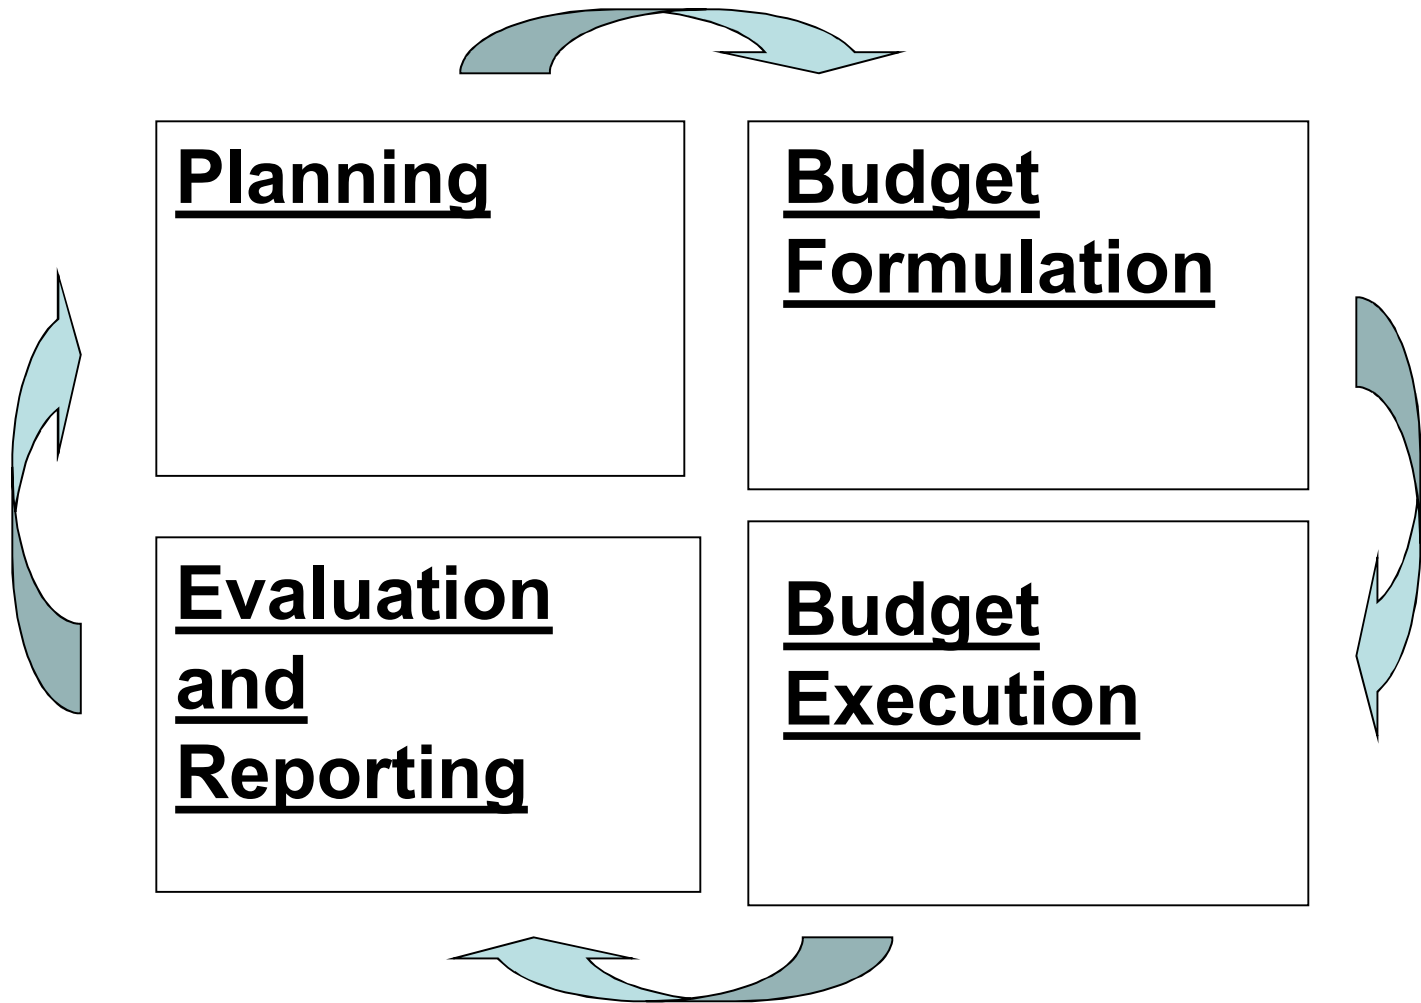 Planning
Budget
Formulation
Evaluation
and
Reporting
Budget
Execution